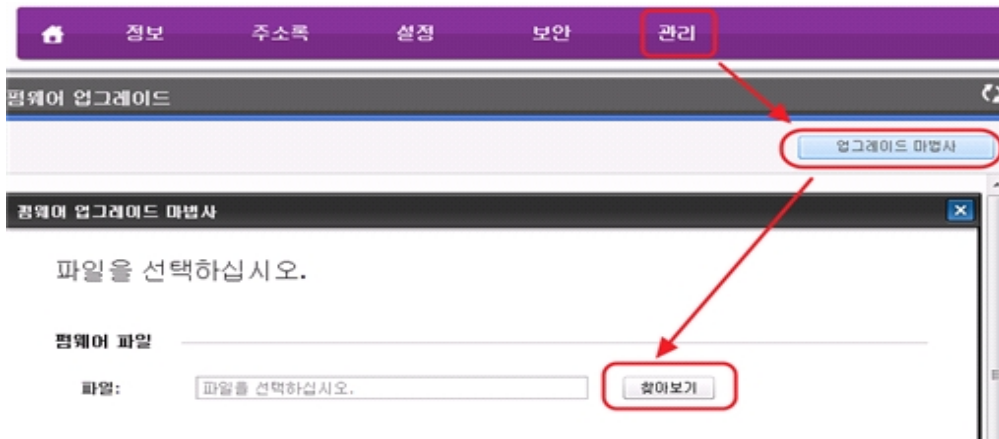 정보 주소록 설정 보안 관리
펌웨어 업그레이드
업그레이드 마법사
펌웨어 업그레이드 마법사
파일을 선택하십시오.
펌웨어 파일
파일: 파일을 선택하십시오. 찾아보기